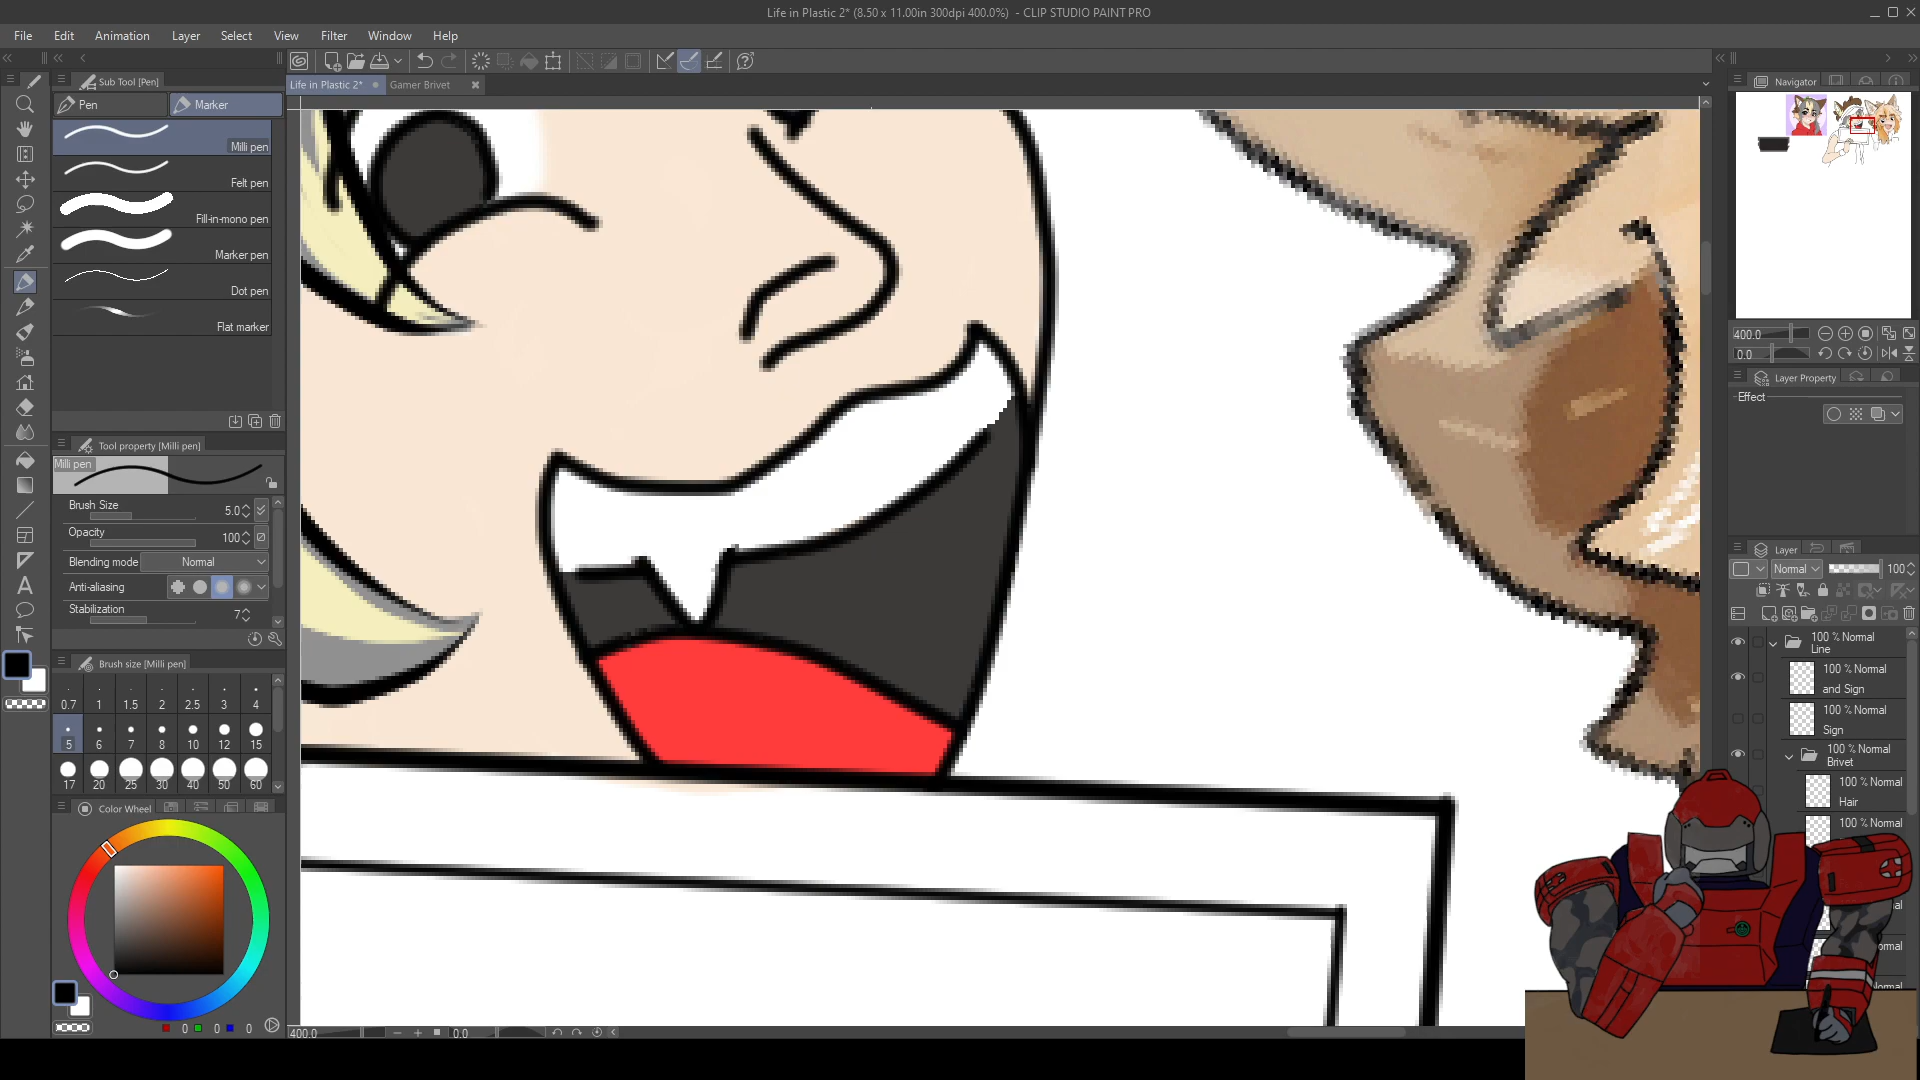 Life in Plastic 2* (8.50 x 11.00in 300dpi 400.0%) - CLIP STUDIO PAINT PRO
File Edit Animation Layer Select View Filter Window Help
Sub Tool [Pen]
Pen Marker
Milli pen
Felt pen
Fill-in-mono pen
Marker pen
Dot pen
Flat marker
Tool property [Milli pen]
Milli pen
Brush Size 5.0
Opacity 100
Blending mode Normal
Anti-aliasing
Stabilization 7
Brush size [Milli pen]
0.7 1 1.5 2 2.5 3 4
5 6 7 8 10 12 15
17 20 25 30 40 50 60
Color Wheel
0 0 0
Life in Plastic 2* Gamer Brivet
400.0 0.0
Navigator
400.0
0.0
Layer Property
Effect
Layer
Normal 100
100 % Normal
Line
100 % Normal
and Sign
100 % Normal
Sign
100 % Normal
Brivet
100 % Normal
Hair
100 % Normal